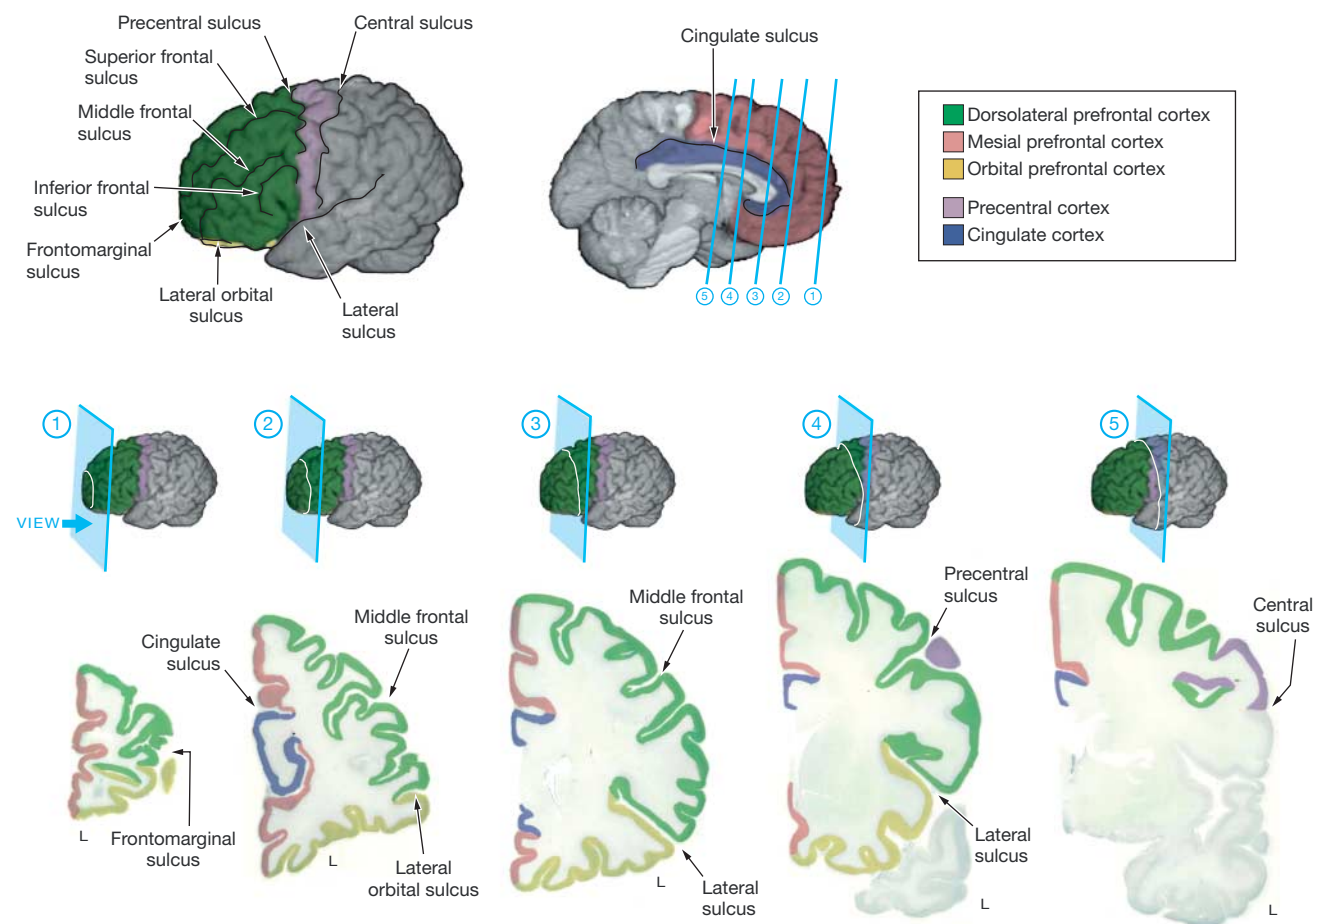 Precentral sulcus
Central sulcus
Superior frontal
sulcus
Middle frontal
sulcus
Inferior frontal
sulcus
Frontomarginal
sulcus
Lateral orbital
sulcus
Lateral
sulcus
Cingulate sulcus
5
4
3
2
1
Dorsolateral prefrontal cortex
Mesial prefrontal cortex
Orbital prefrontal cortex
Precentral cortex
Cingulate cortex
1
VIEW
2
3
4
5
Frontomarginal
sulcus
L
Cingulate
sulcus
Middle frontal
sulcus
Lateral
orbital sulcus
L
Middle frontal
sulcus
Lateral
sulcus
L
Precentral
sulcus
Lateral
sulcus
L
Central
sulcus
L